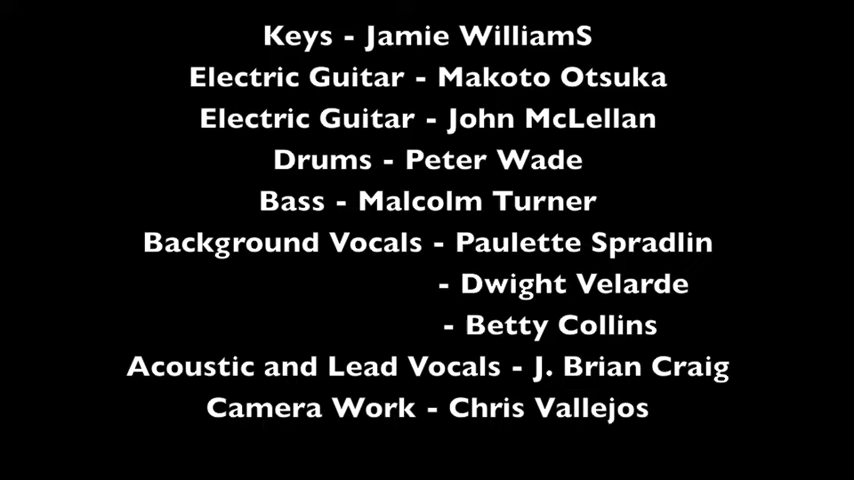 Keys - Jamie WilliamS
Electric Guitar - Makoto Otsuka
Electric Guitar - John McLellan
Drums - Peter Wade
Bass - Malcolm Turner
Background Vocals - Paulette Spradlin
- Dwight Velarde
- Betty Collins
Acoustic and Lead Vocals - J. Brian Craig
Camera Work - Chris Vallejos